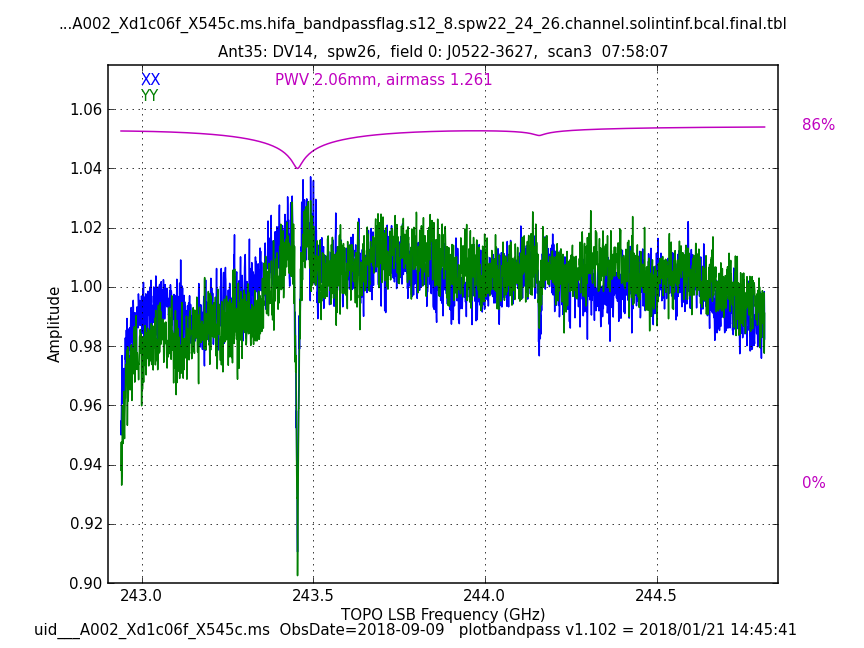 ...A002_Xd1c06f_X545c.ms.hifa_bandpassflag.s12_8.spw22_24_26.channel.solintinf.bcal.final.tbl
Ant35: DV14,  spw26,  field 0: J0522-3627,  scan3  07:58:07
XX
PWV 2.06mm, airmass 1.261
YY
1.06
86%
1.04
1.02
1.00
0.98
0.96
0.94
0%
0.92
0.90
Amplitude
243.0 243.5 244.0 244.5
TOPO LSB Frequency (GHz)
uid___A002_Xd1c06f_X545c.ms  ObsDate=2018-09-09   plotbandpass v1.102 = 2018/01/21 14:45:41